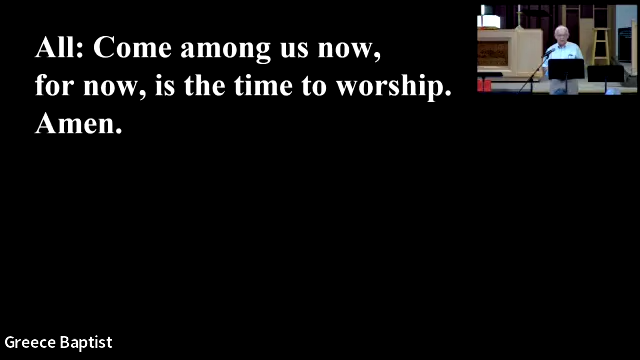 All: Come among us now,
for now, is the time to worship.
Amen.
Greece Baptist